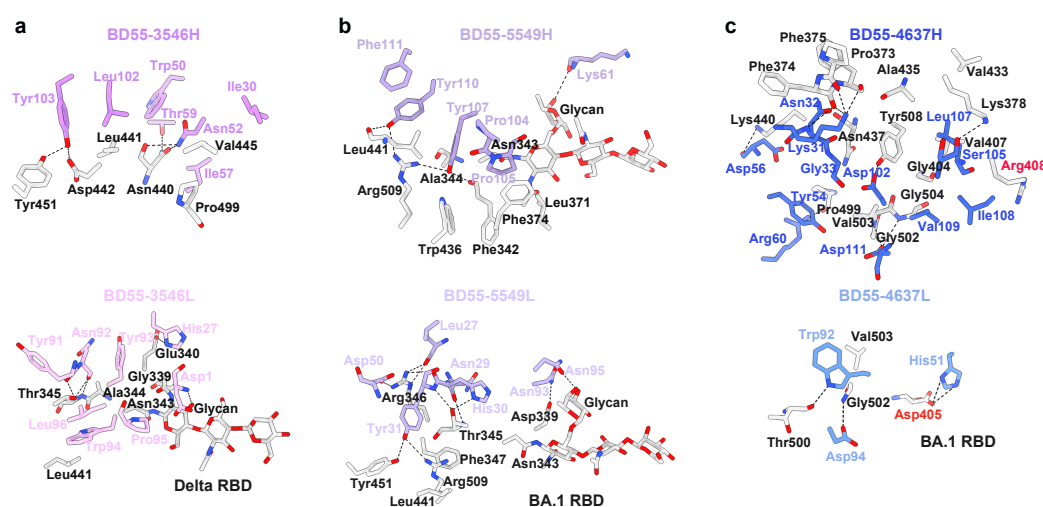 a
BD55-3546H
Trp50
Leu102
Ile30
Tyr103
Thr59
Leu441
Asn52
Val445
Asp442
Ile57
Asn440
Tyr451
Pro499
BD55-3546L
Asn92
Tyr93
His27
Tyr91
Glu340
Gly339
Asp1
Thr345
Ala344
Asn343
Glycan
Leu96
Trp94
Pro95
Leu441
Delta RBD
b
BD55-5549H
Phe111
Lys61
Tyr110
Tyr107
Glycan
Pro104
Leu441
Asn343
Ala344
Pro105
Arg509
Leu371
Phe374
Trp436
Phe342
BD55-5549L
Leu27
Asp50
Asn29
Asn95
Asn93
Arg346
His30
Glycan
Asp339
Tyr31
Thr345
Phe347
Asn343
Tyr451
Arg509
Leu441
BA.1 RBD
c
BD55-4637H
Phe375
Pro373
Phe374
Ala435
Val433
Asn32
Lys378
Lys440
Tyr508
Leu107
Asn437
Val407
Lys31
Ser105
Asp56
Gly33
Asp102
Gly404
Arg408
Tyr54
Gly504
Pro499
Val503
Ile108
Arg60
Gly502
Val109
Asp111
BD55-4637L
Trp92
Val503
His51
Gly502
Asp405
Thr500
BA.1 RBD
Asp94